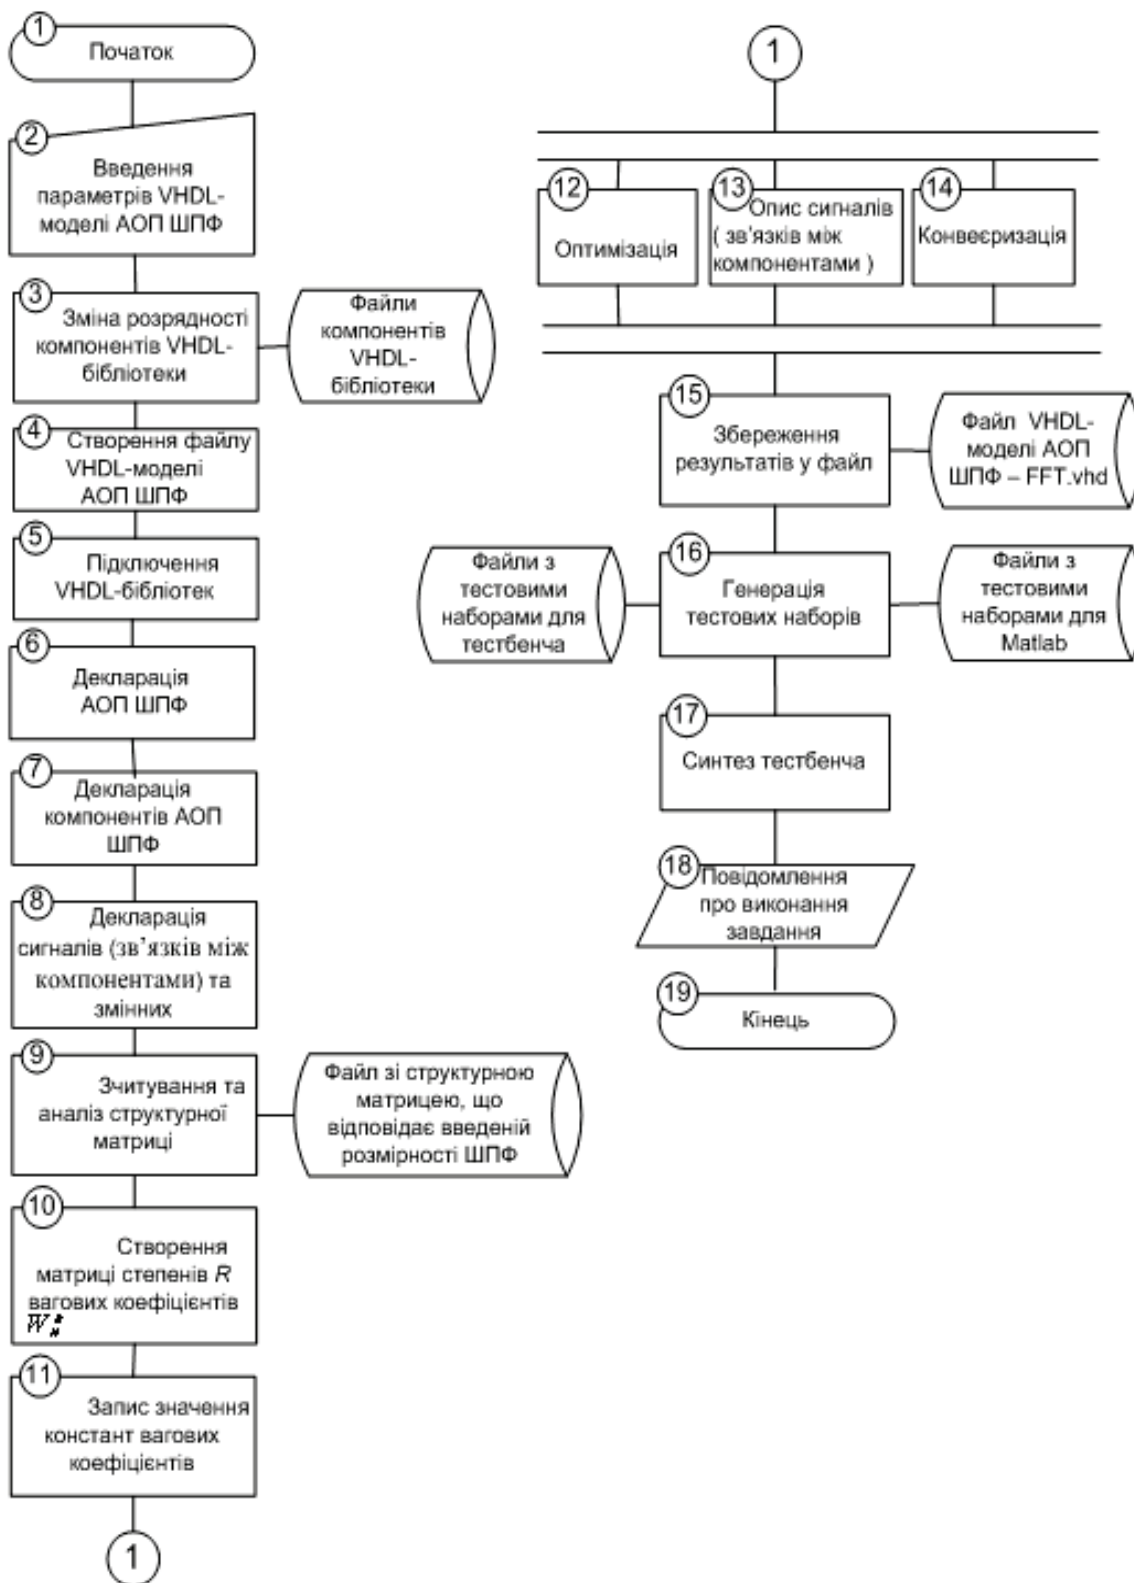 1
Початок
2
Введення
параметрів VHDL-
моделі АОП ШПФ
3
Зміна розрядності
компонентів VHDL-
бібліотеки
Файли
компонентів
VHDL-
бібліотеки
4
Створення файлу
VHDL-моделі
АОП ШПФ
5
Підключення
VHDL-бібліотек
6
Декларація
АОП ШПФ
7
Декларація
компонентів АОП
ШПФ
8
Декларація
сигналів (зв’язків між
компонентами) та
змінних
9
Зчитування та
аналіз структурної
матриці
Файл зі структурною
матрицею, що
відповідає введеній
розмірності ШПФ
10
Створення
матриці степенів R
вагових коефіцієнтів
W
11
Запис значення
констант вагових
коефіцієнтів
1
1
12
Оптимізація
13
Опис сигналів
( зв'язків між
компонентами )
14
Конвеєризація
15
Збереження
результатів у файл
Файл VHDL-
моделі АОП
ШПФ – FFT.vhd
Файли з
тестовими
наборами для
тестбенча
16
Генерація
тестових наборів
Файли з
тестовими
наборами для
Matlab
17
Синтез тестбенча
18
Повідомлення
про виконання
завдання
19
Кінець